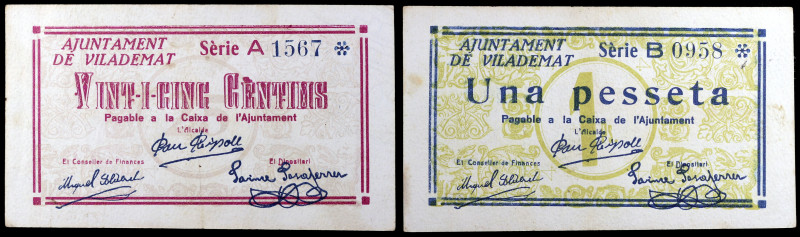 AJUNTAMENT
DE VILADEMAT
Sèrie A 1567
VINT-I-CINC CÈNTIMS
Pagable a la Caixa de l'Ajuntament
L'Alcalde
El Conseller de Finances
El Dipositari
AJUNTAMENT
DE VILADEMAT
Sèrie B 0958
1
Una pesseta
Pagable a la Caixa de l'Ajuntament
L'Alcalde
El Conseller de Finances
El Dipositari